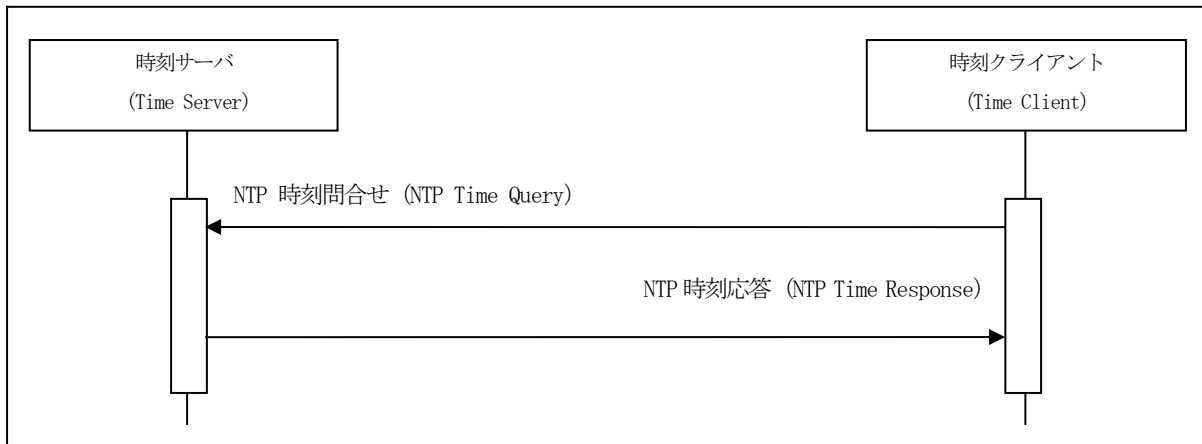 時刻サーバ
(Time Server)
時刻クライアント
(Time Client)
NTP 時刻問合せ (NTP Time Query)
NTP 時刻応答 (NTP Time Response)